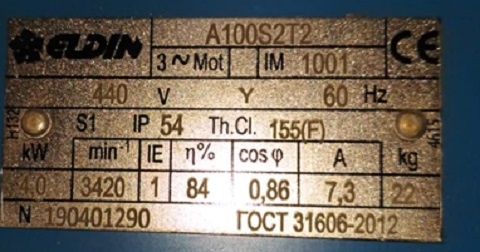 ELDIN A100S2T2
3~Mot IM 1001 CE
440 V Y 60 Hz
S1 IP 54 Th.Cl. 155(F)
kW min⁻¹ IE η% cos φ A kg
4.0 3420 1 84 0,86 7,3 22
N 190401290 ГОСТ 31606-2012